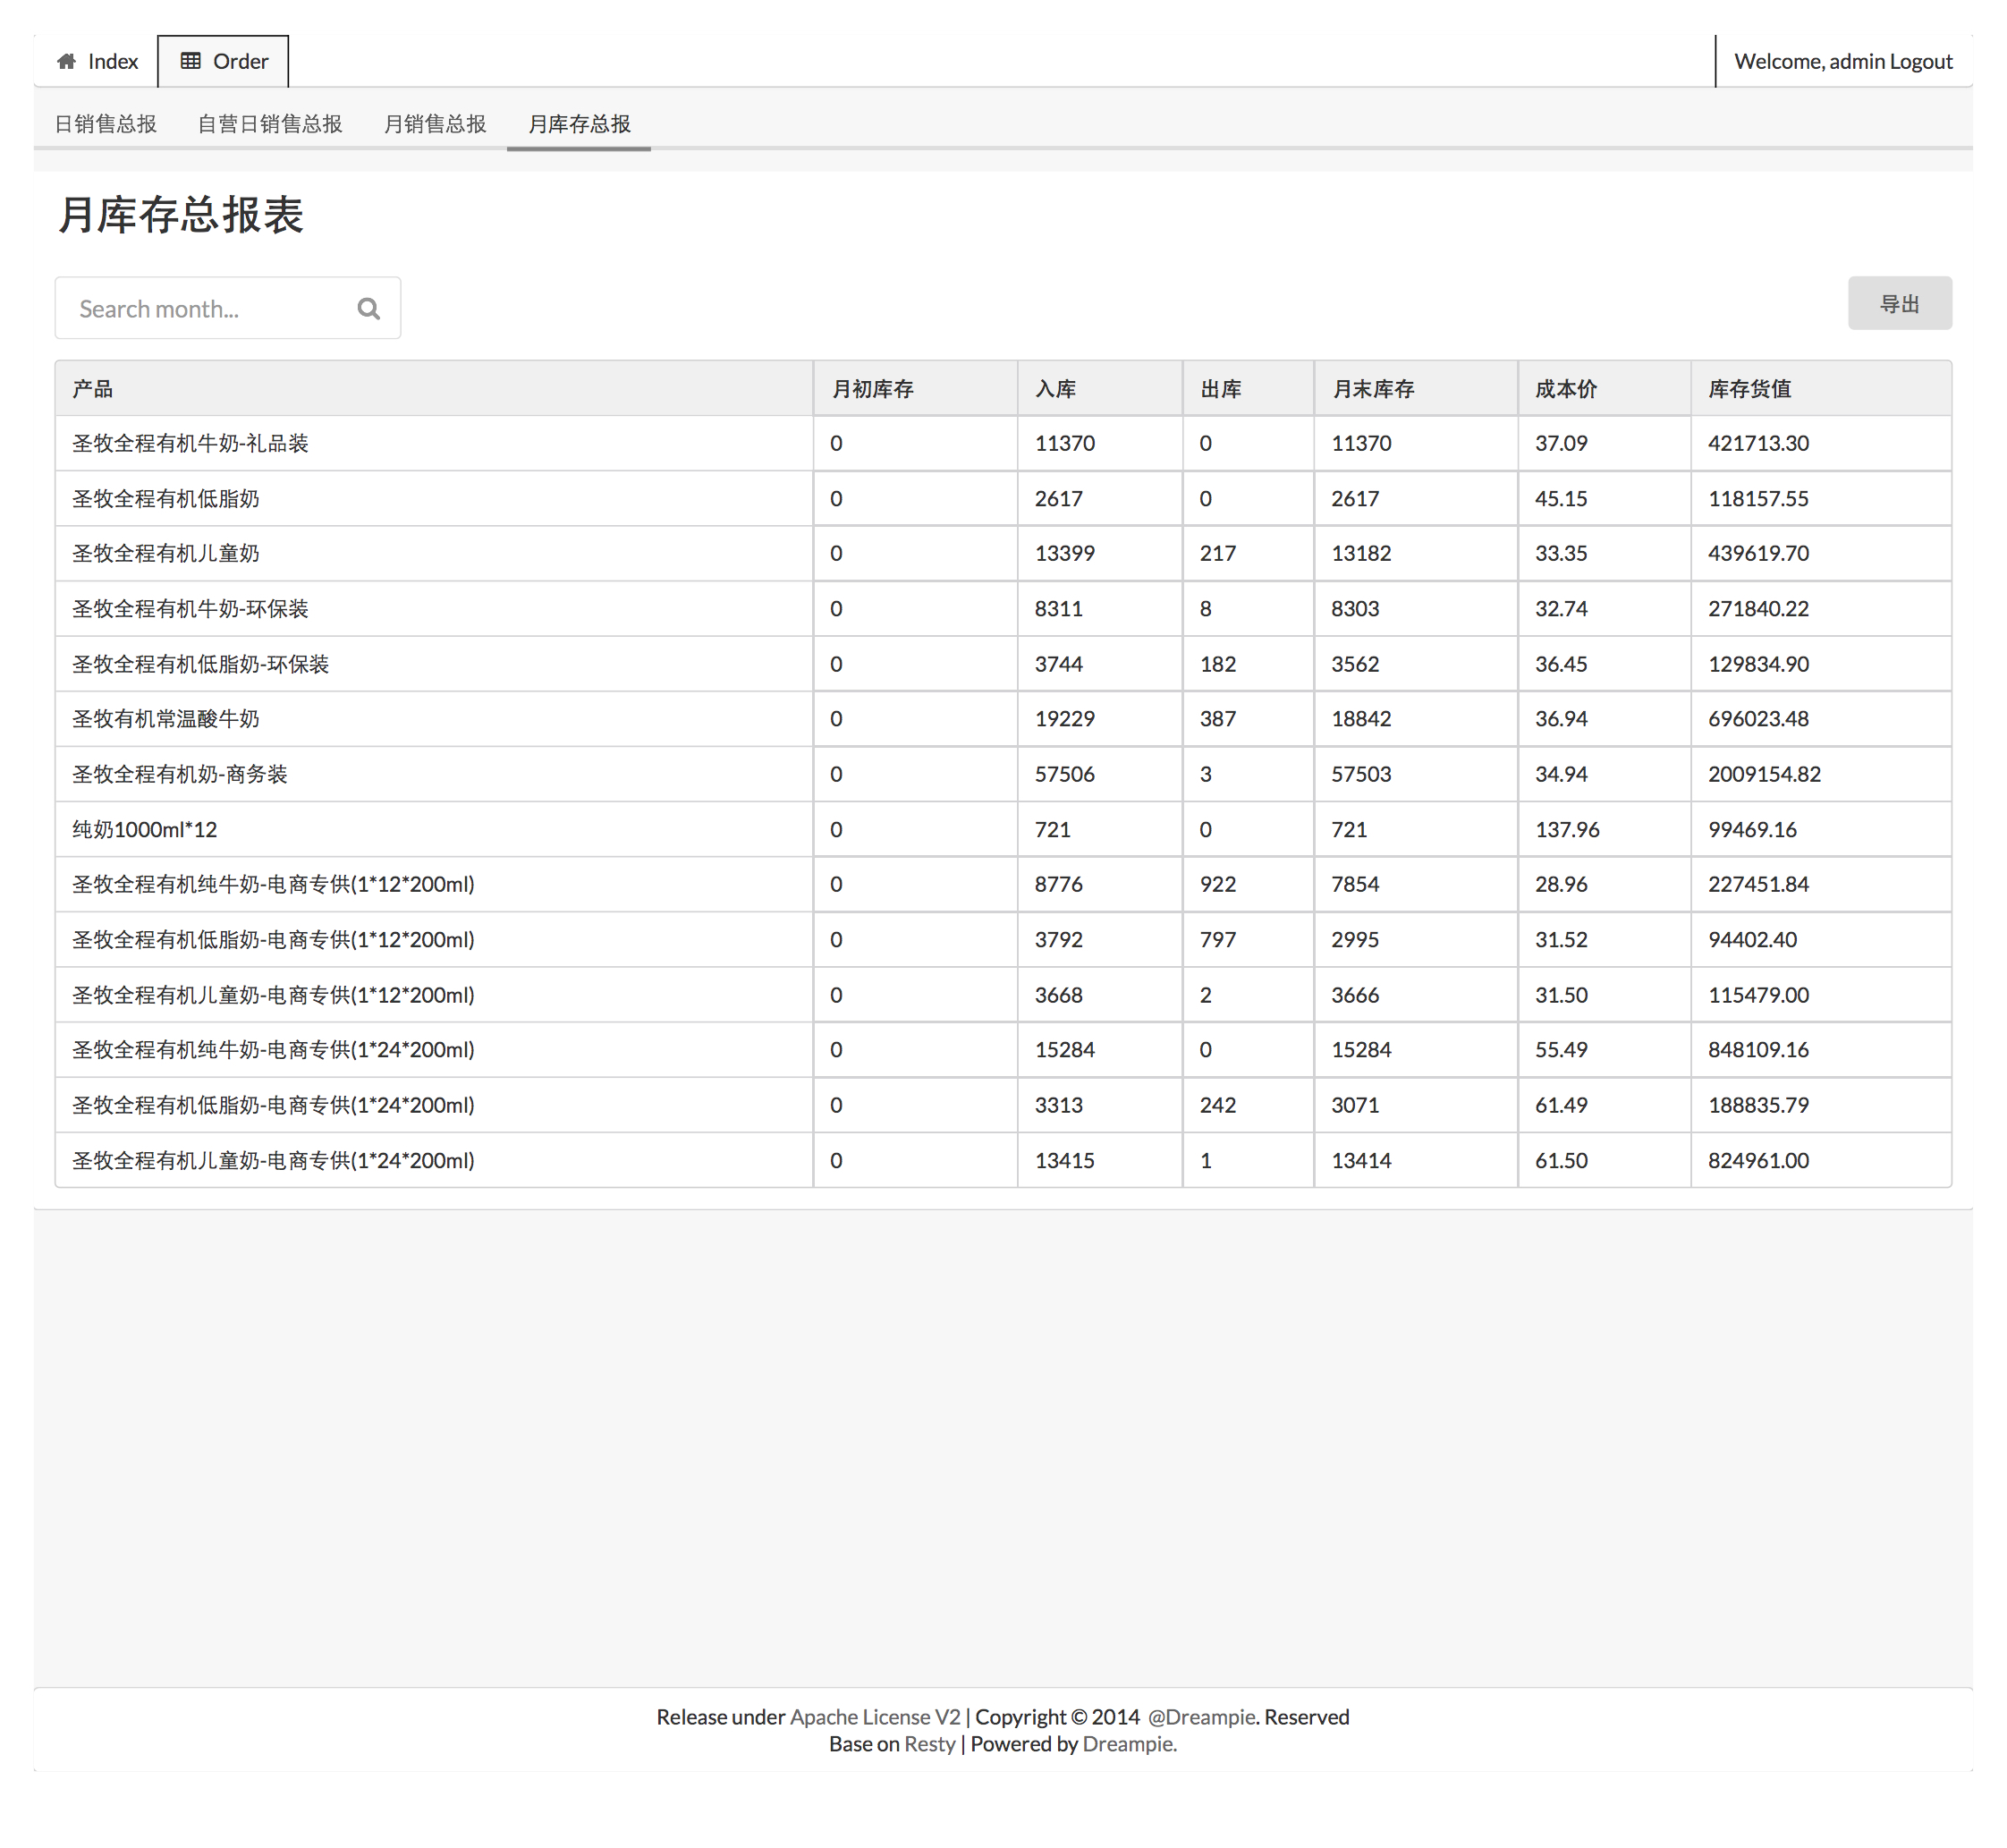 Index Order Welcome, admin Logout
日销售总报 自营日销售总报 月销售总报 月库存总报
月库存总报表
Search month... 导出
产品 月初库存 入库 出库 月末库存 成本价 库存货值
圣牧全程有机牛奶-礼品装 0 11370 0 11370 37.09 421713.30
圣牧全程有机低脂奶 0 2617 0 2617 45.15 118157.55
圣牧全程有机儿童奶 0 13399 217 13182 33.35 439619.70
圣牧全程有机牛奶-环保装 0 8311 8 8303 32.74 271840.22
圣牧全程有机低脂奶-环保装 0 3744 182 3562 36.45 129834.90
圣牧有机常温酸牛奶 0 19229 387 18842 36.94 696023.48
圣牧全程有机奶-商务装 0 57506 3 57503 34.94 2009154.82
纯奶1000ml*12 0 721 0 721 137.96 99469.16
圣牧全程有机纯牛奶-电商专供(1*12*200ml) 0 8776 922 7854 28.96 227451.84
圣牧全程有机低脂奶-电商专供(1*12*200ml) 0 3792 797 2995 31.52 94402.40
圣牧全程有机儿童奶-电商专供(1*12*200ml) 0 3668 2 3666 31.50 115479.00
圣牧全程有机纯牛奶-电商专供(1*24*200ml) 0 15284 0 15284 55.49 848109.16
圣牧全程有机低脂奶-电商专供(1*24*200ml) 0 3313 242 3071 61.49 188835.79
圣牧全程有机儿童奶-电商专供(1*24*200ml) 0 13415 1 13414 61.50 824961.00
Release under Apache License V2 | Copyright © 2014 @Dreampie. Reserved
Base on Resty | Powered by Dreampie.